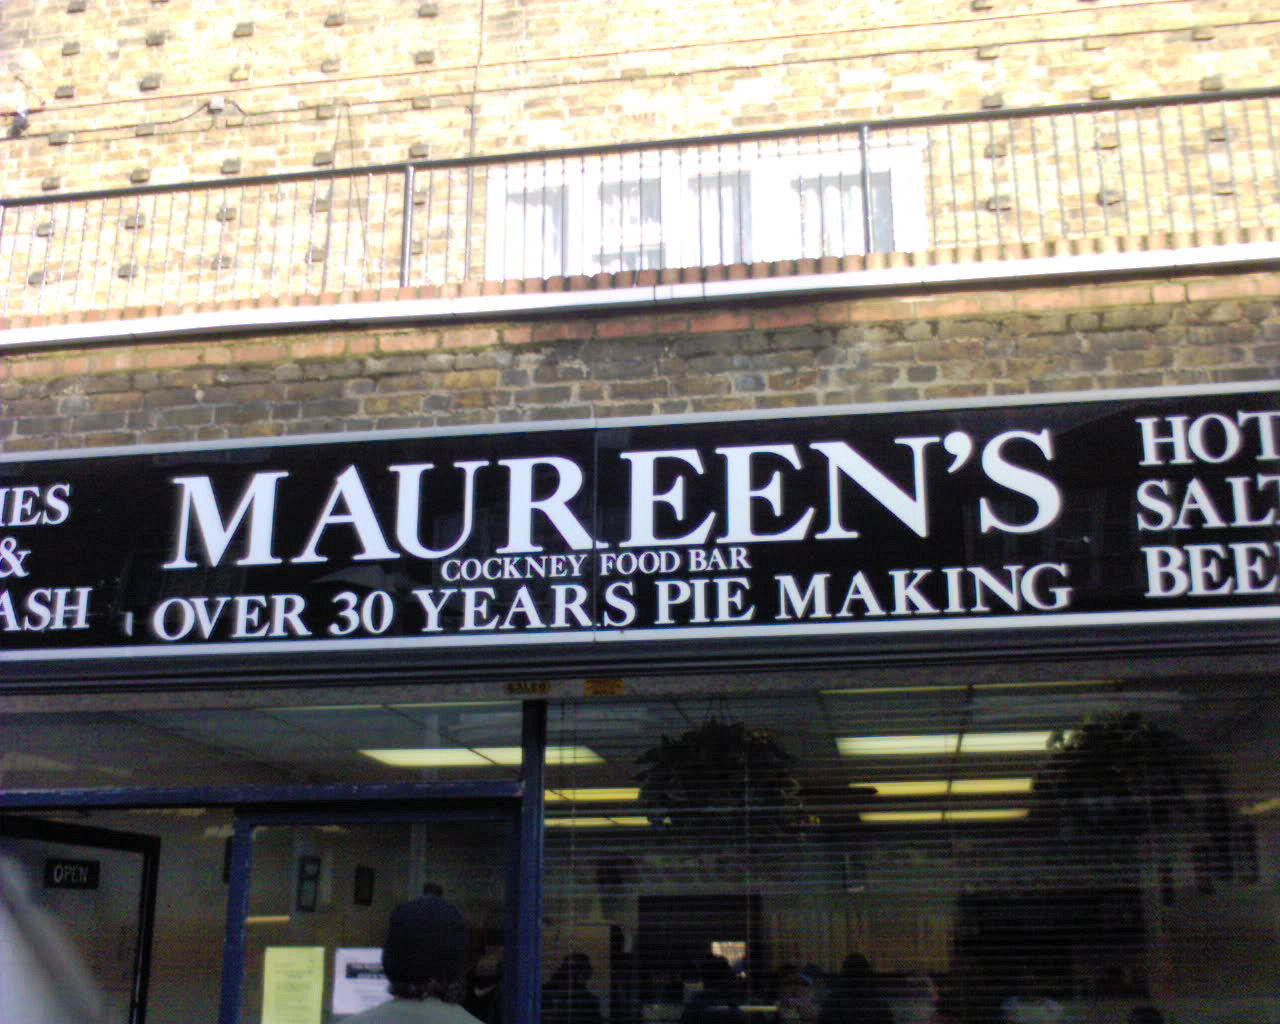 IES
&
ASH
MAUREEN'S
COCKNEY FOOD BAR
OVER 30 YEARS PIE MAKING
HOT
SALT
BEE
OPEN